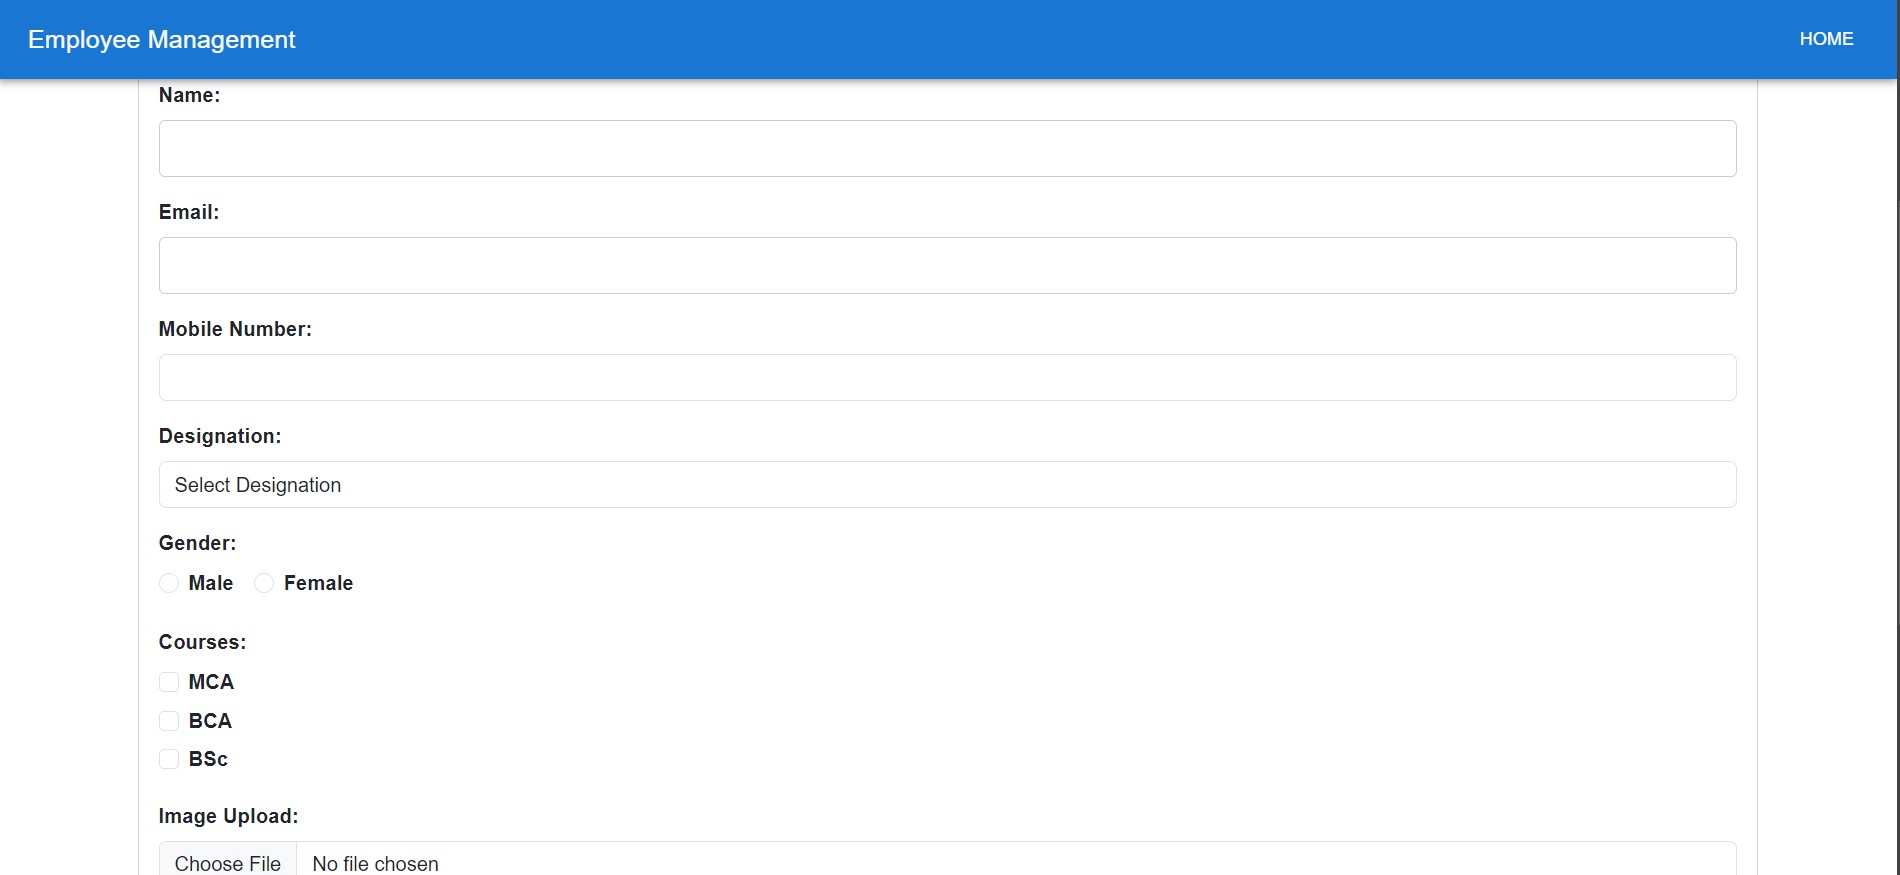 Employee Management
HOME
Name:
Email:
Mobile Number:
Designation:
Select Designation
Gender:
Male Female
Courses:
MCA
BCA
BSc
Image Upload:
Choose File No file chosen